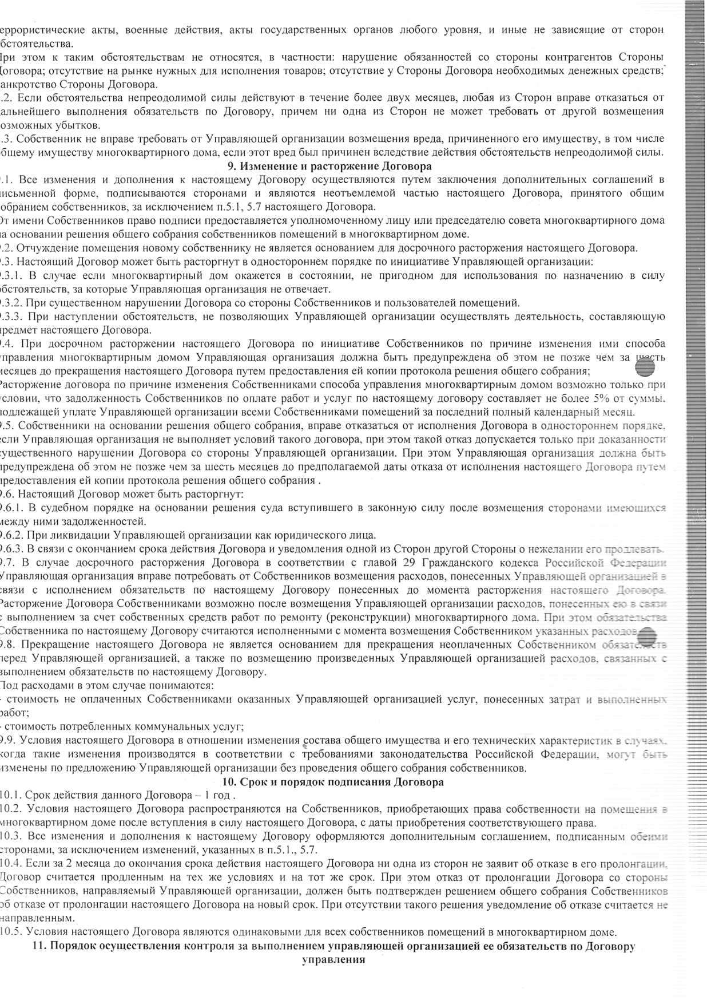 еррористические акты, военные действия, акты государственных органов любого уровня, и иные не зависящие от сторон
бстоятельства.
При этом к таким обстоятельствам не относятся, в частности: нарушение обязанностей со стороны контрагентов Стороны
Договора; отсутствие на рынке нужных для исполнения товаров; отсутствие у Стороны Договора необходимых денежных средств;
анкротство Стороны Договора.
.2. Если обстоятельства непреодолимой силы действуют в течение более двух месяцев, любая из Сторон вправе отказаться от
дальнейшего выполнения обязательств по Договору, причем ни одна из Сторон не может требовать от другой возмещения
возможных убытков.
.3. Собственник не вправе требовать от Управляющей организации возмещения вреда, причиненного его имуществу, в том числе
общему имуществу многоквартирного дома, если этот вред был причинен вследствие действия обстоятельств непреодолимой силы.
9. Изменение и расторжение Договора
9.1. Все изменения и дополнения к настоящему Договору осуществляются путем заключения дополнительных соглашений в
письменной форме, подписываются сторонами и являются неотъемлемой частью настоящего Договора, принятого общим
собранием собственников, за исключением п.5.1, 5.7 настоящего Договора.
От имени Собственников право подписи предоставляется уполномоченному лицу или председателю совета многоквартирного дома
на основании решения общего собрания собственников помещений в многоквартирном доме.
9.2. Отчуждение помещения новому собственнику не является основанием для досрочного расторжения настоящего Договора.
9.3. Настоящий Договор может быть расторгнут в одностороннем порядке по инициативе Управляющей организации:
9.3.1. В случае если многоквартирный дом окажется в состоянии, не пригодном для использования по назначению в силу
обстоятельств, за которые Управляющая организация не отвечает.
9.3.2. При существенном нарушении Договора со стороны Собственников и пользователей помещений.
9.3.3. При наступлении обстоятельств, не позволяющих Управляющей организации осуществлять деятельность, составляющую
предмет настоящего Договора.
9.4. При досрочном расторжении настоящего Договора по инициативе Собственников по причине изменения ими способа
управления многоквартирным домом Управляющая организация должна быть предупреждена об этом не позже чем за шесть
месяцев до прекращения настоящего Договора путем предоставления ей копии протокола решения общего собрания;
Расторжение договора по причине изменения Собственниками способа управления многоквартирным домом возможно только при
условии, что задолженность Собственников по оплате работ и услуг по настоящему договору составляет не более 5% от суммы,
подлежащей уплате Управляющей организации всеми Собственниками помещений за последний полный календарный месяц.
9.5. Собственники на основании решения общего собрания, вправе отказаться от исполнения Договора в одностороннем порядке,
если Управляющая организация не выполняет условий такого договора, при этом такой отказ допускается только при доказанности
существенного нарушении Договора со стороны Управляющей организации. При этом Управляющая организация должна быть
предупреждена об этом не позже чем за шесть месяцев до предполагаемой даты отказа от исполнения настоящего Договора путем
предоставления ей копии протокола решения общего собрания .
9.6. Настоящий Договор может быть расторгнут:
9.6.1. В судебном порядке на основании решения суда вступившего в законную силу после возмещения сторонами имеющихся
между ними задолженностей.
9.6.2. При ликвидации Управляющей организации как юридического лица.
9.6.3. В связи с окончанием срока действия Договора и уведомления одной из Сторон другой Стороны о нежелании его продлевать.
9.7. В случае досрочного расторжения Договора в соответствии с главой 29 Гражданского кодекса Российской Федерации
Управляющая организация вправе потребовать от Собственников возмещения расходов, понесенных Управляющей организацией в
связи с исполнением обязательств по настоящему Договору понесенных до момента расторжения настоящего Договора.
Расторжение Договора Собственниками возможно после возмещения Управляющей организации расходов, понесенных ею в связи
с выполнением за счет собственных средств работ по ремонту (реконструкции) многоквартирного дома. При этом обязательства
Собственника по настоящему Договору считаются исполненными с момента возмещения Собственником указанных расходов.
9.8. Прекращение настоящего Договора не является основанием для прекращения неоплаченных Собственником обязательств
перед Управляющей организацией, а также по возмещению произведенных Управляющей организацией расходов, связанных с
выполнением обязательств по настоящему Договору.
Под расходами в этом случае понимаются:
- стоимость не оплаченных Собственниками оказанных Управляющей организацией услуг, понесенных затрат и выполненных
работ;
- стоимость потребленных коммунальных услуг;
9.9. Условия настоящего Договора в отношении изменения состава общего имущества и его технических характеристик в случаях,
когда такие изменения производятся в соответствии с требованиями законодательства Российской Федерации, могут быть
изменены по предложению Управляющей организации без проведения общего собрания собственников.
10. Срок и порядок подписания Договора
10.1. Срок действия данного Договора – 1 год .
10.2. Условия настоящего Договора распространяются на Собственников, приобретающих права собственности на помещения в
многоквартирном доме после вступления в силу настоящего Договора, с даты приобретения соответствующего права.
10.3. Все изменения и дополнения к настоящему Договору оформляются дополнительным соглашением, подписанным обеими
сторонами, за исключением изменений, указанных в п.5.1., 5.7.
10.4. Если за 2 месяца до окончания срока действия настоящего Договора ни одна из сторон не заявит об отказе в его пролонгации,
Договор считается продленным на тех же условиях и на тот же срок. При этом отказ от пролонгации Договора со стороны
Собственников, направляемый Управляющей организации, должен быть подтвержден решением общего собрания Собственников
об отказе от пролонгации настоящего Договора на новый срок. При отсутствии такого решения уведомление об отказе считается не
направленным.
10.5. Условия настоящего Договора являются одинаковыми для всех собственников помещений в многоквартирном доме.
11. Порядок осуществления контроля за выполнением управляющей организацией ее обязательств по Договору
управления